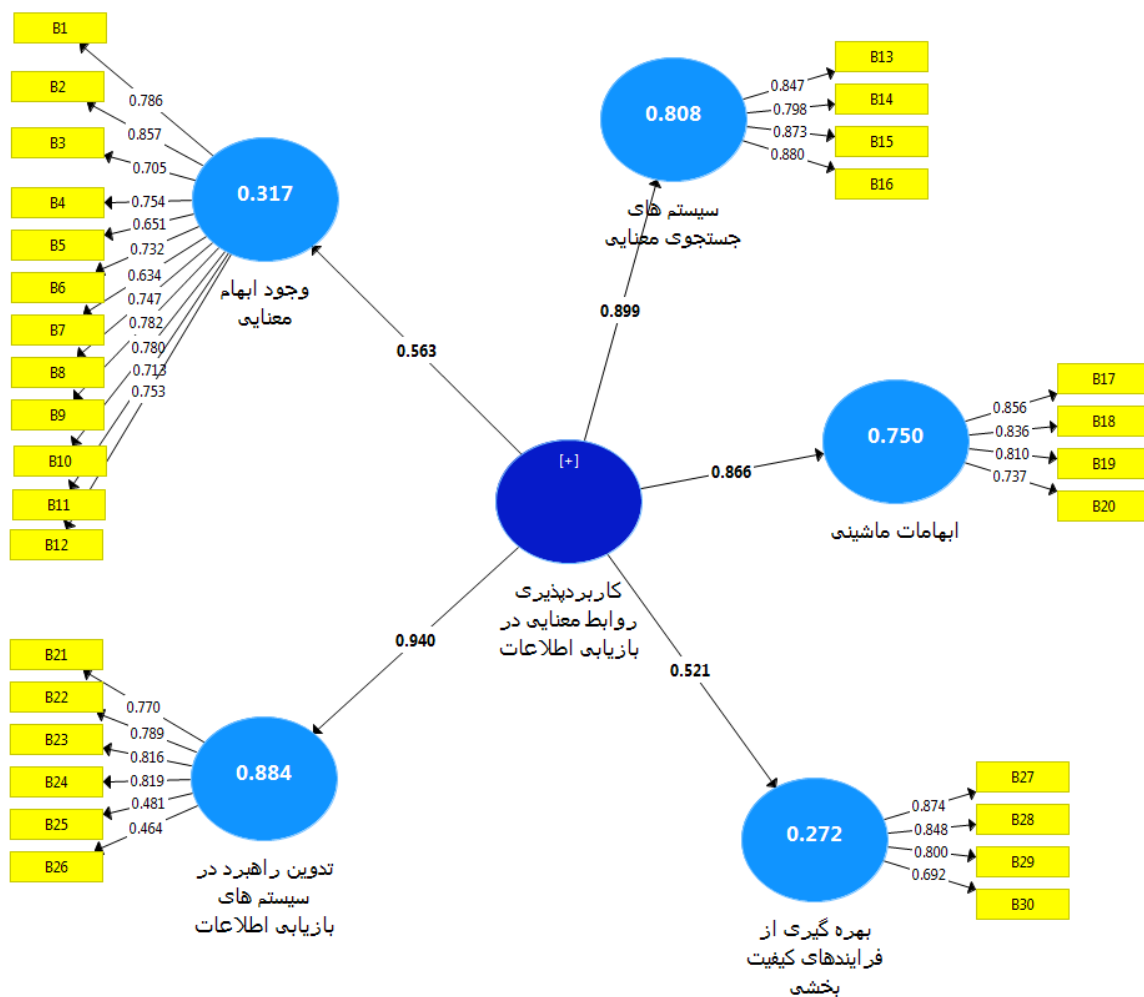 B1
B2
B3
B4
B5
B6
B7
B8
B9
B10
B11
B12
0.786
0.857
0.705
0.754
0.651
0.732
0.634
0.747
0.782
0.780
0.713
0.753
0.317
وجود ابهام
معنایی
0.563
0.808
سیستم های
جستجوی معنایی
0.847
0.798
0.873
0.880
B13
B14
B15
B16
0.899
0.750
ابهامات ماشینی
0.856
0.836
0.810
0.737
B17
B18
B19
B20
0.866
[+]
کاربردپذیری
روابط معنایی در
بازیابی اطلاعات
0.940
0.521
B21
B22
B23
B24
B25
B26
0.770
0.789
0.816
0.819
0.481
0.464
0.884
تدوین راهبرد در
سیستم های
بازیابی اطلاعات
0.272
بهره گیری از
فرایندهای کیفیت
بخشی
0.874
0.848
0.800
0.692
B27
B28
B29
B30